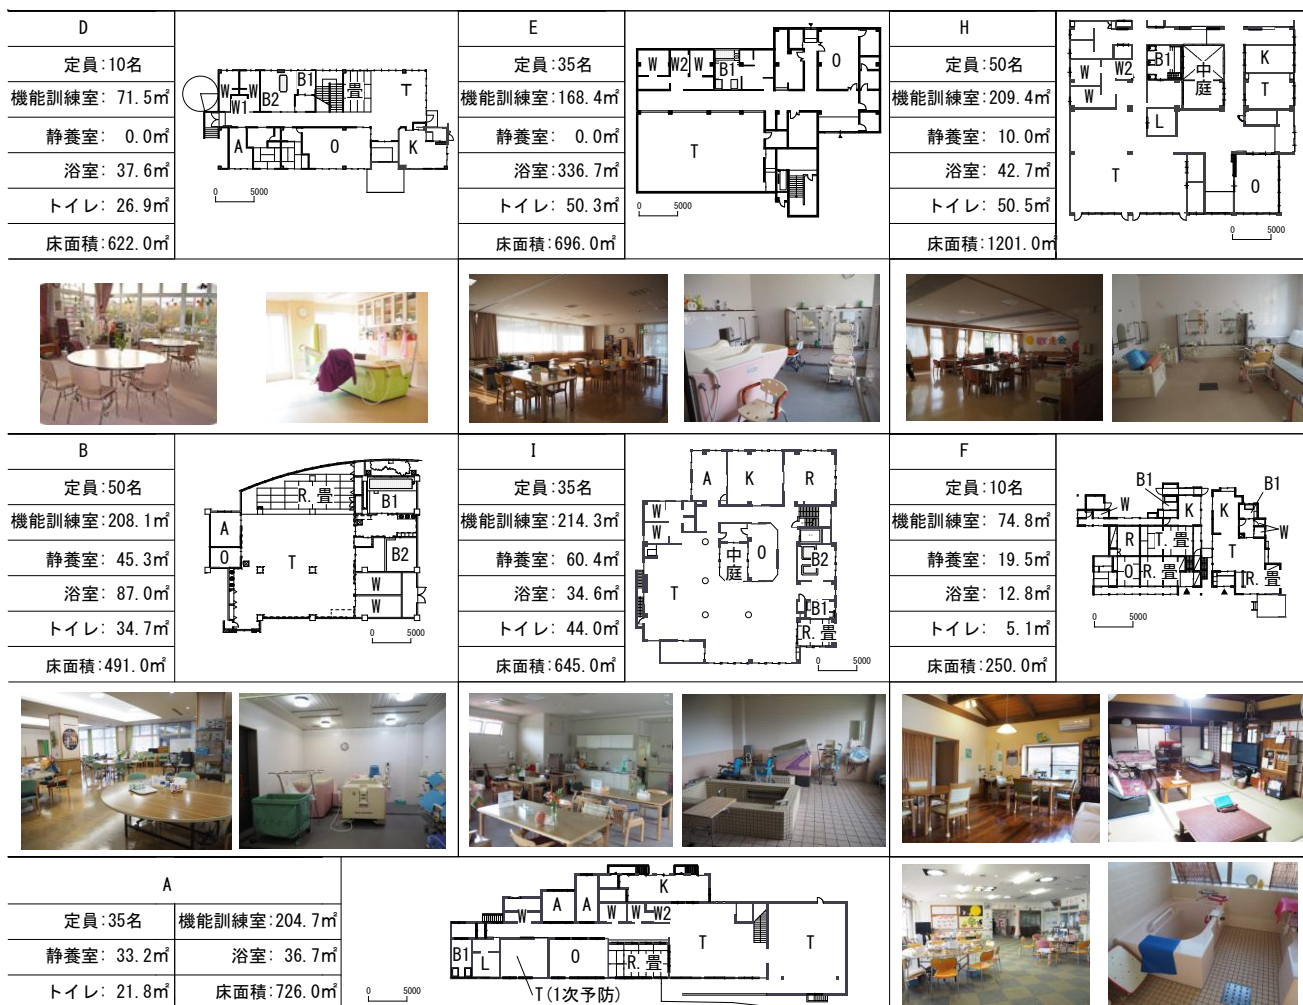 D
定員:10名
機能訓練室: 71.5㎡
静養室: 0.0㎡
浴室: 37.6㎡
トイレ: 26.9㎡
床面積:622.0㎡
W
W
W1
B2
B1
畳
T
A
O
K
0 5000
E
定員:35名
機能訓練室:168.4㎡
静養室: 0.0㎡
浴室:336.7㎡
トイレ: 50.3㎡
床面積:696.0㎡
W
W2
W
B1
O
T
0 5000
H
定員:50名
機能訓練室:209.4㎡
静養室: 10.0㎡
浴室: 42.7㎡
トイレ: 50.5㎡
床面積:1201.0㎡
W
W2
W
B1
中庭
K
T
L
T
O
0 5000
B
定員:50名
機能訓練室:208.1㎡
静養室: 45.3㎡
浴室: 87.0㎡
トイレ: 34.7㎡
床面積:491.0㎡
R.畳
B1
A
O
T
B2
W
W
0 5000
I
定員:35名
機能訓練室:214.3㎡
静養室: 60.4㎡
浴室: 34.6㎡
トイレ: 44.0㎡
床面積:645.0㎡
A
K
R
W
W
中庭
O
B2
T
B1
R.畳
0 5000
F
定員:10名
機能訓練室: 74.8㎡
静養室: 19.5㎡
浴室: 12.8㎡
トイレ: 5.1㎡
床面積:250.0㎡
B1
W
K
K
B1
W
R
T.畳
T
O
R.畳
R.畳
0 5000
A
定員:35名
機能訓練室:204.7㎡
静養室: 33.2㎡
浴室: 36.7㎡
トイレ: 21.8㎡
床面積:726.0㎡
K
W
A
A
W
W
W2
T
T
B1
L
O
R.畳
T(1次予防)
0 5000